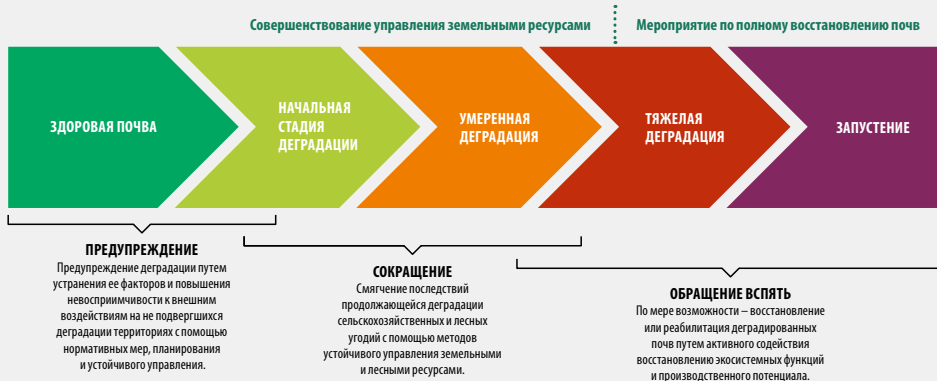 Совершенствование управления земельными ресурсами
Мероприятие по полному восстановлению почв
ЗДОРОВАЯ ПОЧВА
НАЧАЛЬНАЯ
СТАДИЯ
ДЕГРАДАЦИИ
УМЕРЕННАЯ
ДЕГРАДАЦИЯ
ТЯЖЕЛАЯ
ДЕГРАДАЦИЯ
ЗАПУСТЕНИЕ
ПРЕДУПРЕЖДЕНИЕ
Предупреждение деградации путем
устранения ее факторов и повышения
невосприимчивости к внешним
воздействиям на не подвергшихся
деградации территориях с помощью
нормативных мер, планирования
и устойчивого управления.
СОКРАЩЕНИЕ
Смягчение последствий
продолжающейся деградации
сельскохозяйственных и лесных
угодий с помощью методов
устойчивого управления земельными
и лесными ресурсами.
ОБРАЩЕНИЕ ВСПЯТЬ
По мере возможности – восстановление
или реабилитация деградированных
почв путем активного содействия
восстановлению экосистемных функций
и производственного потенциала.